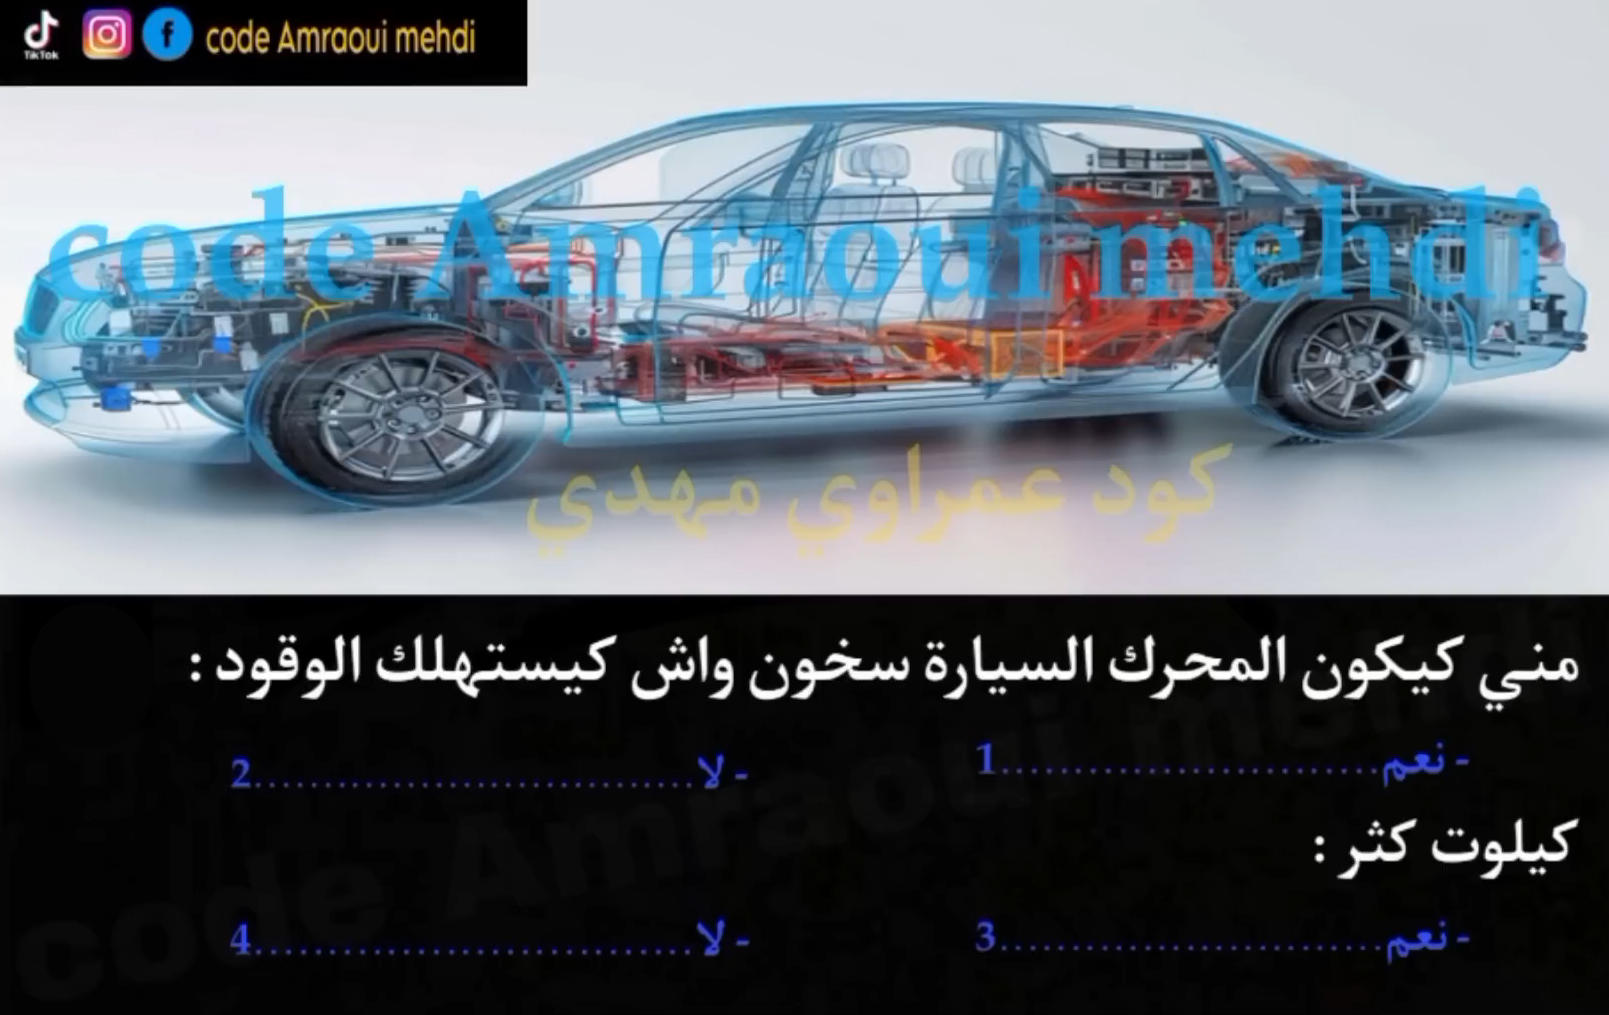 TikTok
f code Amraoui mehdi
code Amraoui mehdi
كود عمراوي مهدي
مني كيكون المحرك السيارة سخون واش كيستهلك الوقود :
- نعم..........................1 - لا..............................2
كيلوت كثر :
- نعم..........................3 - لا..............................4
code Amraoui mehdi